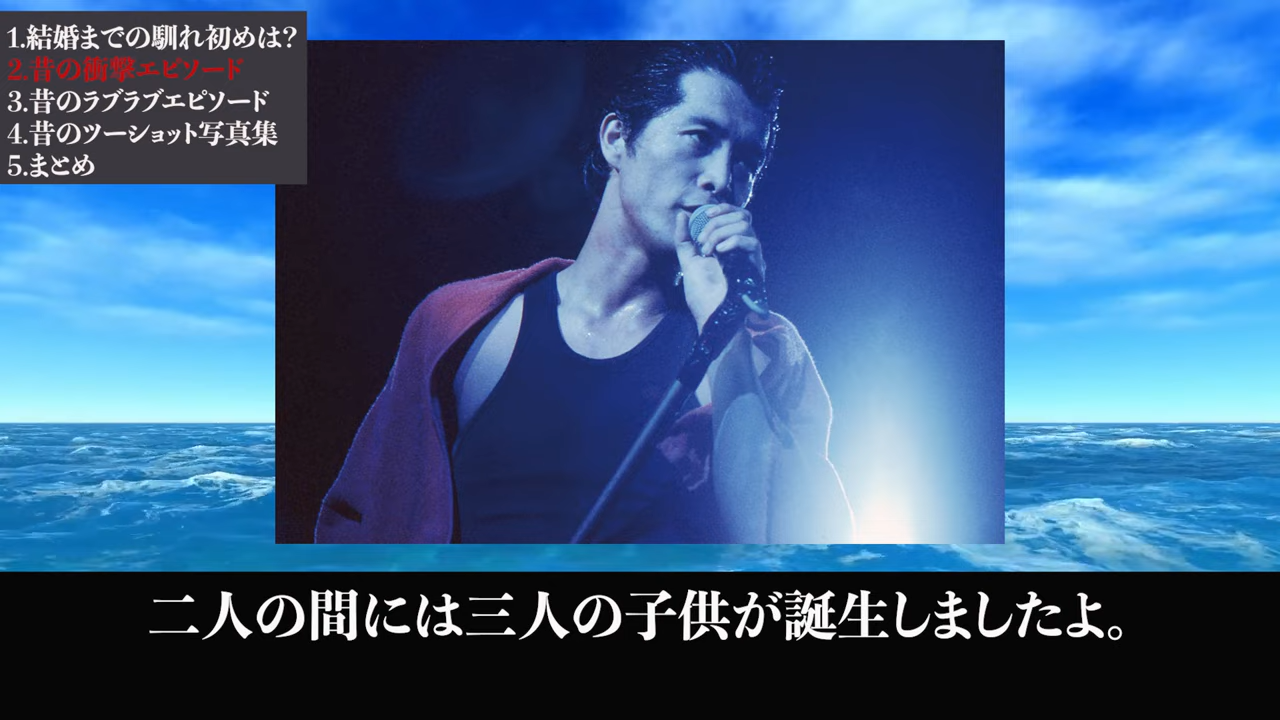 1.結婚までの馴れ初めは?
2.昔の衝撃エピソード
3.昔のラブラブエピソード
4.昔のツーショット写真集
5.まとめ
二人の間には三人の子供が誕生しましたよ。